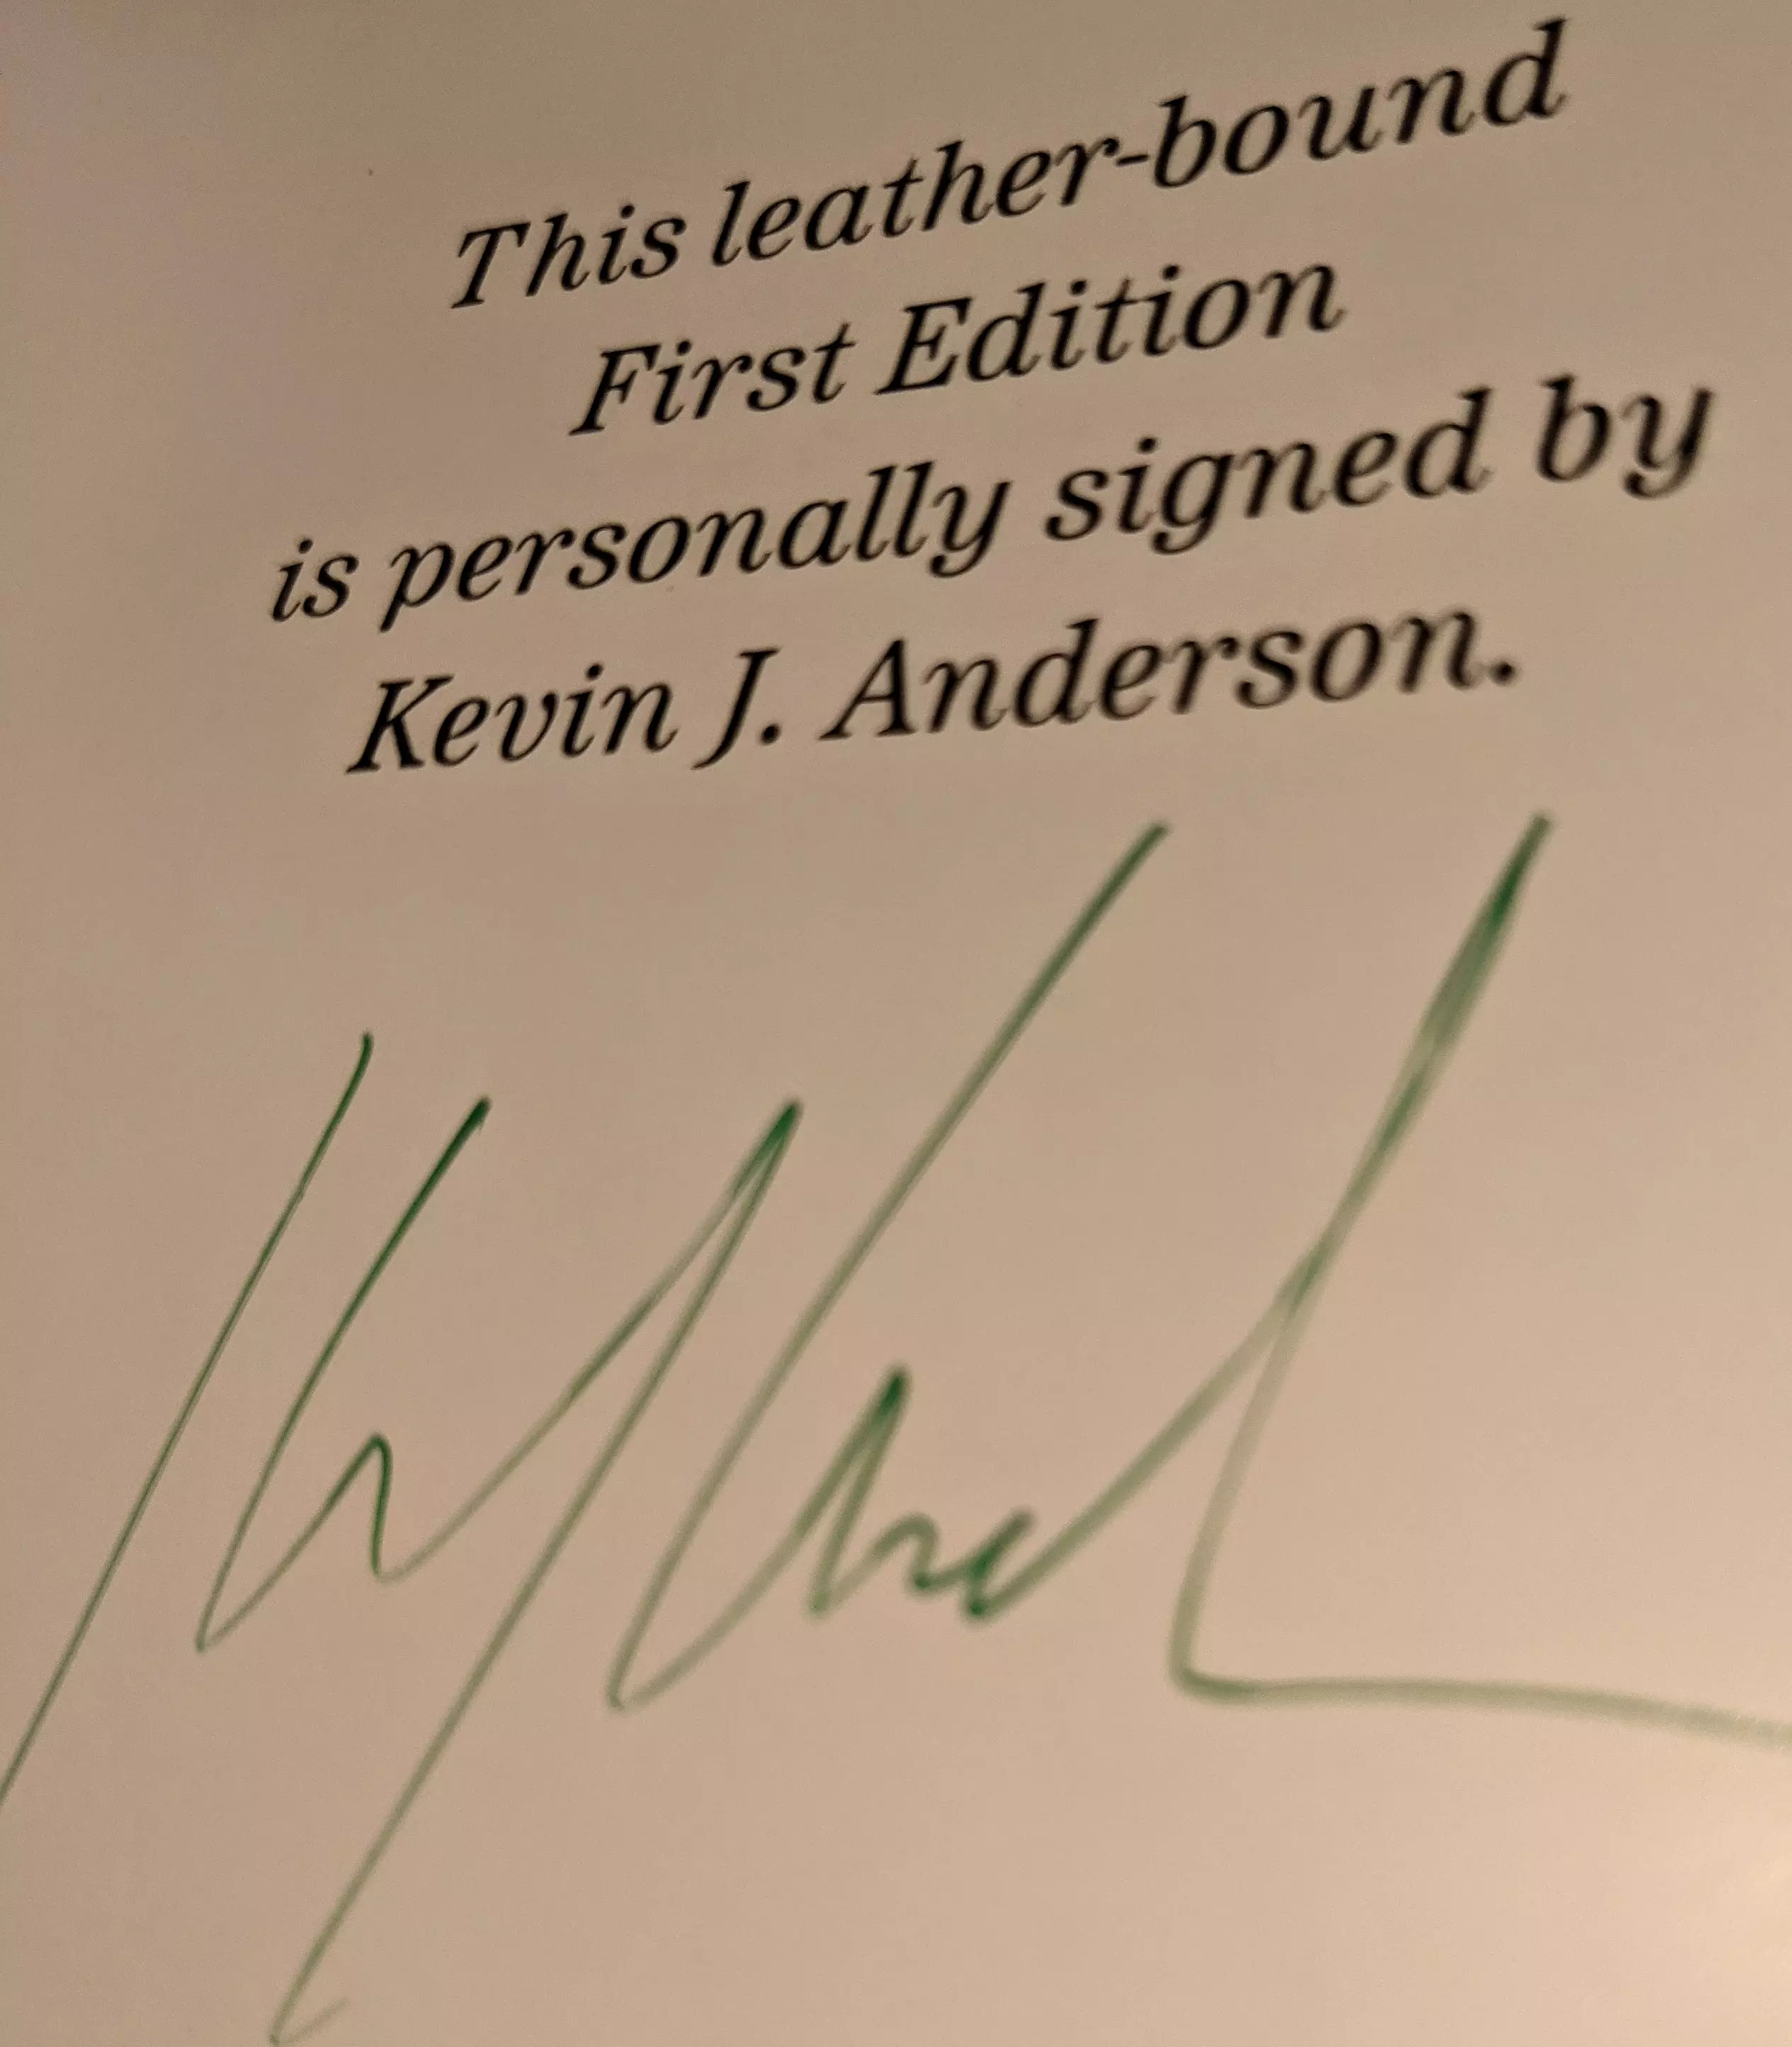 This leather-bound
First Edition
is personally signed by
Kevin J. Anderson.